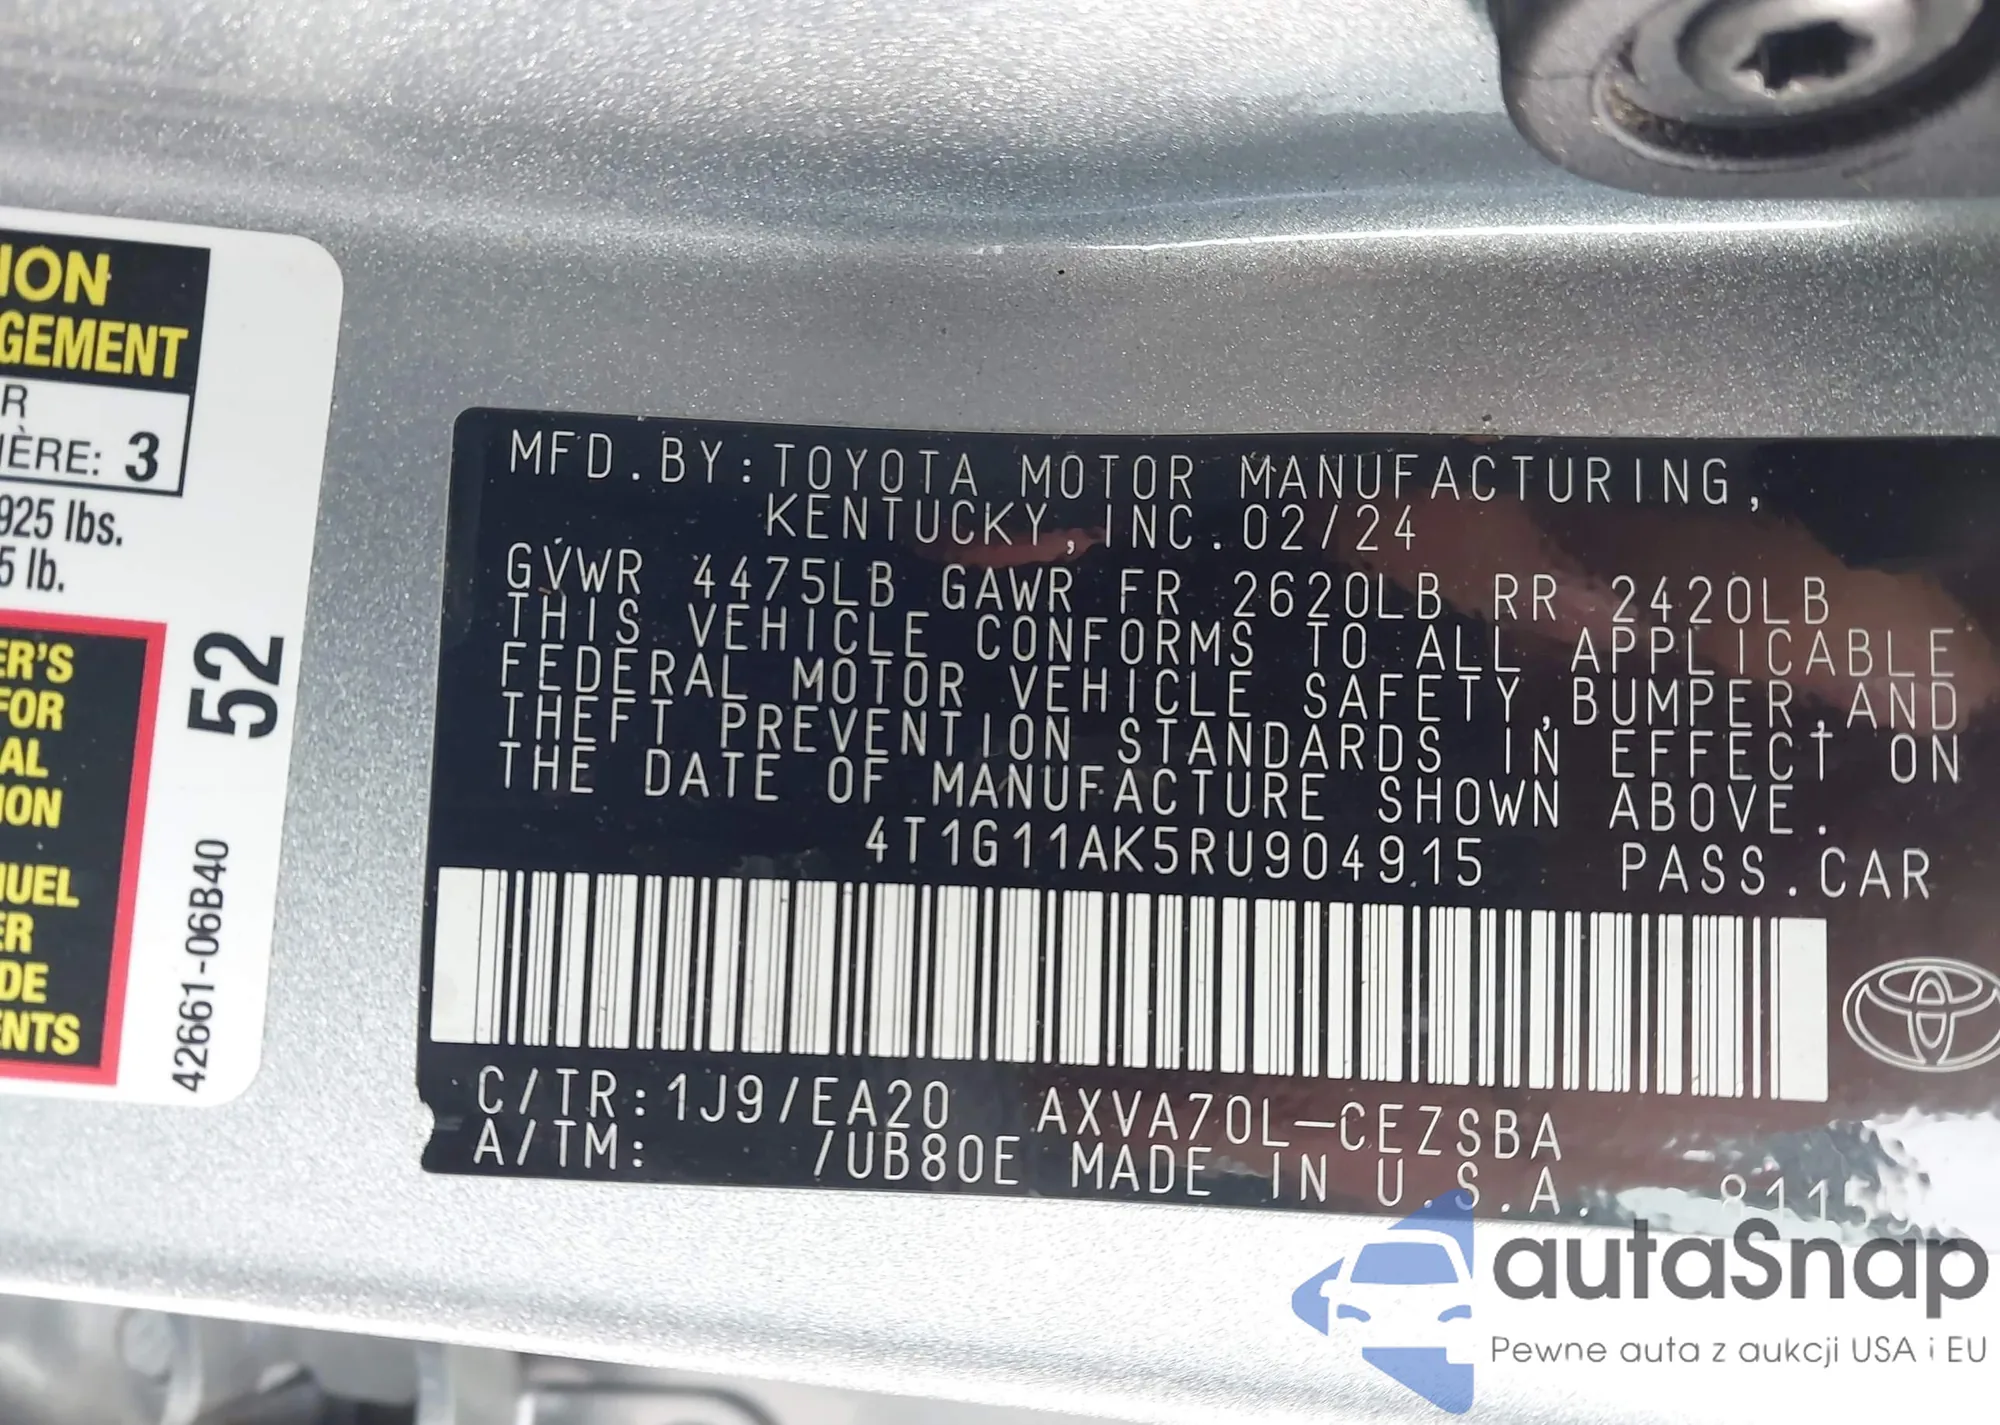 ION
GEMENT
R
IÈRE: 3
925 lbs.
5 lb.
ER'S
FOR
AL
ION
NUEL
ER
DE
ENTS
52
42661-06B40
MFD.BY:TOYOTA MOTOR MANUFACTURING,
KENTUCKY,INC.02/24
GVWR 4475LB GAWR FR 2620LB RR 2420LB
THIS VEHICLE CONFORMS TO ALL APPLICABLE
FEDERAL MOTOR VEHICLE SAFETY,BUMPER,AND
THEFT PREVENTION STANDARDS IN EFFECT ON
THE DATE OF MANUFACTURE SHOWN ABOVE.
4T1G11AK5RU904915 PASS.CAR
C/TR:1J9/EA20 AXVA70L-CEZSBA
A/TM: /UB80E MADE IN U.S.A.
autaSnap
Pewne auta z aukcji USA i EU